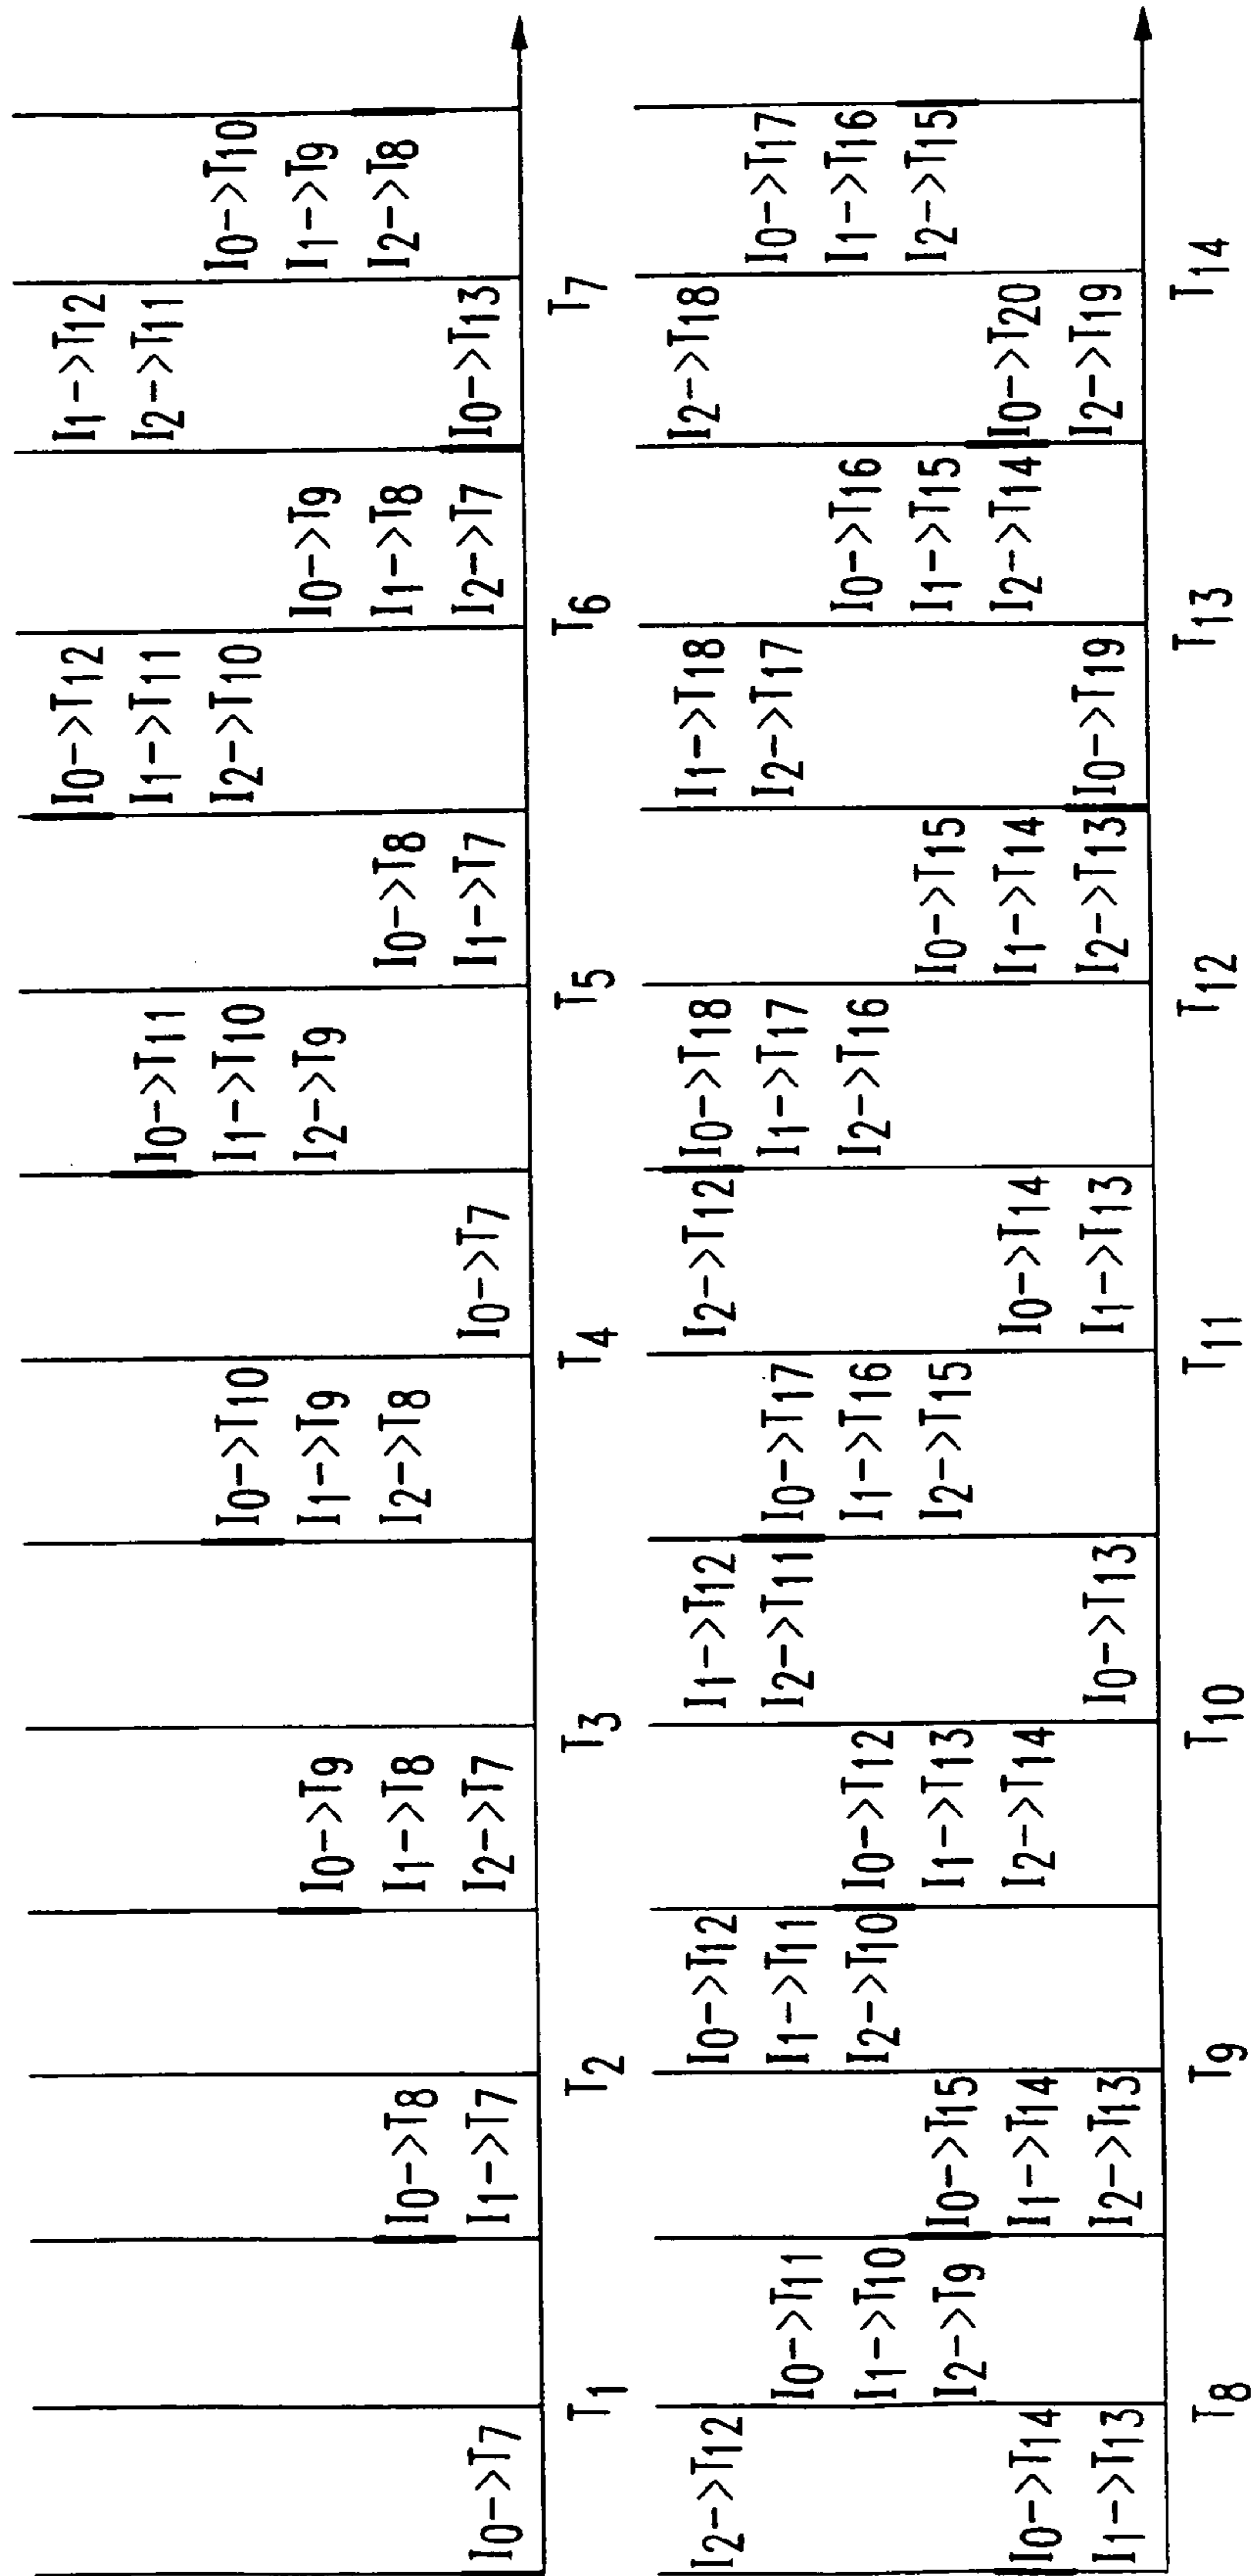 I0->T7
I0->T8
I1->T7
I0->T9
I1->T8
I2->T7
I0->T10
I1->T9
I2->T8
I0->T7
I0->T11
I1->T10
I2->T9
I0->T8
I1->T7
I0->T12
I1->T11
I2->T10
I0->T9
I1->T8
I2->T7
I1->T12
I2->T11
I0->T13
I0->T10
I1->T9
I2->T8
T1 T2 T3 T4 T5 T6 T7
I2->T12
I0->T14
I1->T13
I0->T11
I1->T10
I2->T9
I0->T15
I1->T14
I2->T13
I0->T12
I1->T11
I2->T10
I0->T12
I1->T13
I2->T14
I1->T12
I2->T11
I0->T13
I0->T17
I1->T16
I2->T15
I2->T12
I0->T14
I1->T13
I0->T18
I1->T17
I2->T16
I0->T15
I1->T14
I2->T13
I1->T18
I2->T17
I0->T19
I0->T16
I1->T15
I2->T14
I2->T18
I0->T20
I2->T19
I0->T17
I1->T16
I2->T15
T8 T9 T10 T11 T12 T13 T14